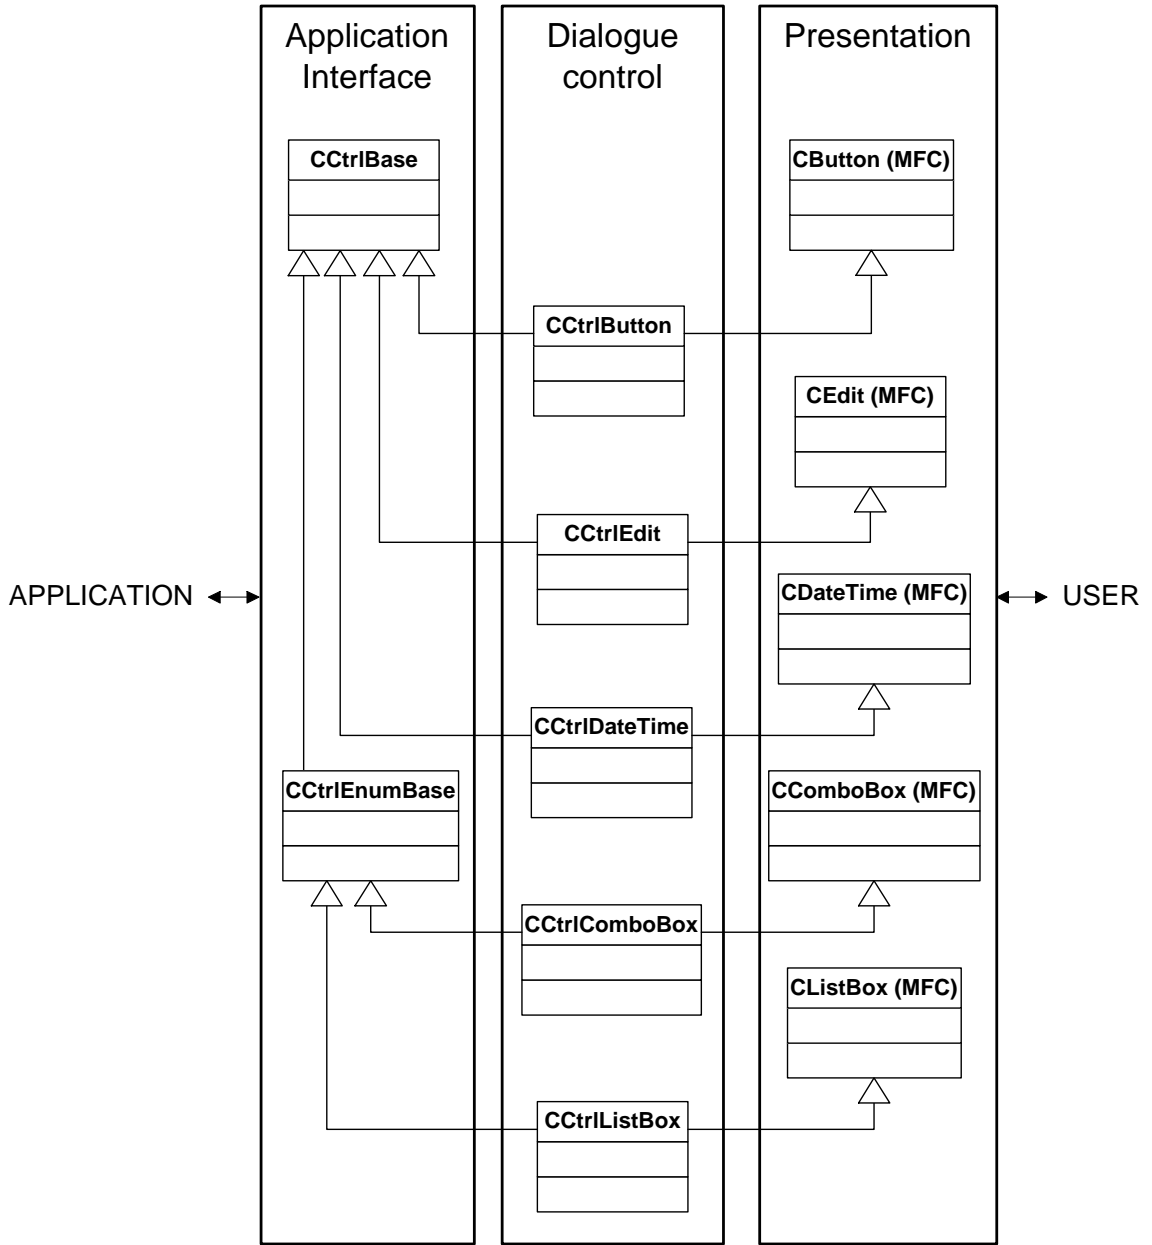 Application
Interface
Dialogue
control
Presentation
CCtrlBase
CButton (MFC)
CCtrlButton
CEdit (MFC)
CCtrlEdit
APPLICATION
CDateTime (MFC)
USER
CCtrlDateTime
CCtrlEnumBase
CComboBox (MFC)
CCtrlComboBox
CListBox (MFC)
CCtrlListBox